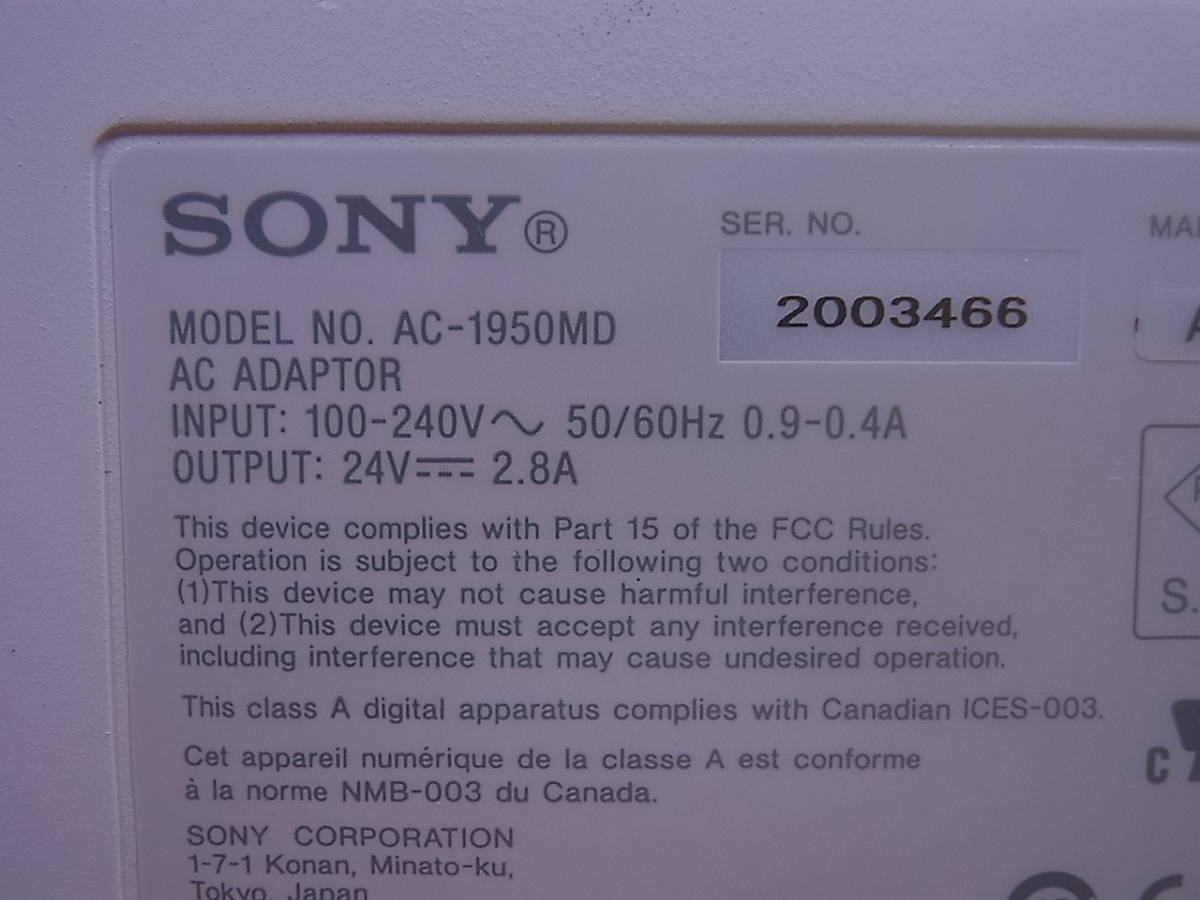 SONY®
SER. NO.
2003466
MODEL NO. AC-1950MD
AC ADAPTOR
INPUT: 100-240V～ 50/60Hz 0.9-0.4A
OUTPUT: 24V⎓ 2.8A
This device complies with Part 15 of the FCC Rules.
Operation is subject to the following two conditions:
(1)This device may not cause harmful interference,
and (2)This device must accept any interference received,
including interference that may cause undesired operation.
This class A digital apparatus complies with Canadian ICES-003.
Cet appareil numérique de la classe A est conforme
à la norme NMB-003 du Canada.
SONY CORPORATION
1-7-1 Konan, Minato-ku,
Tokyo, Japan
S.
C